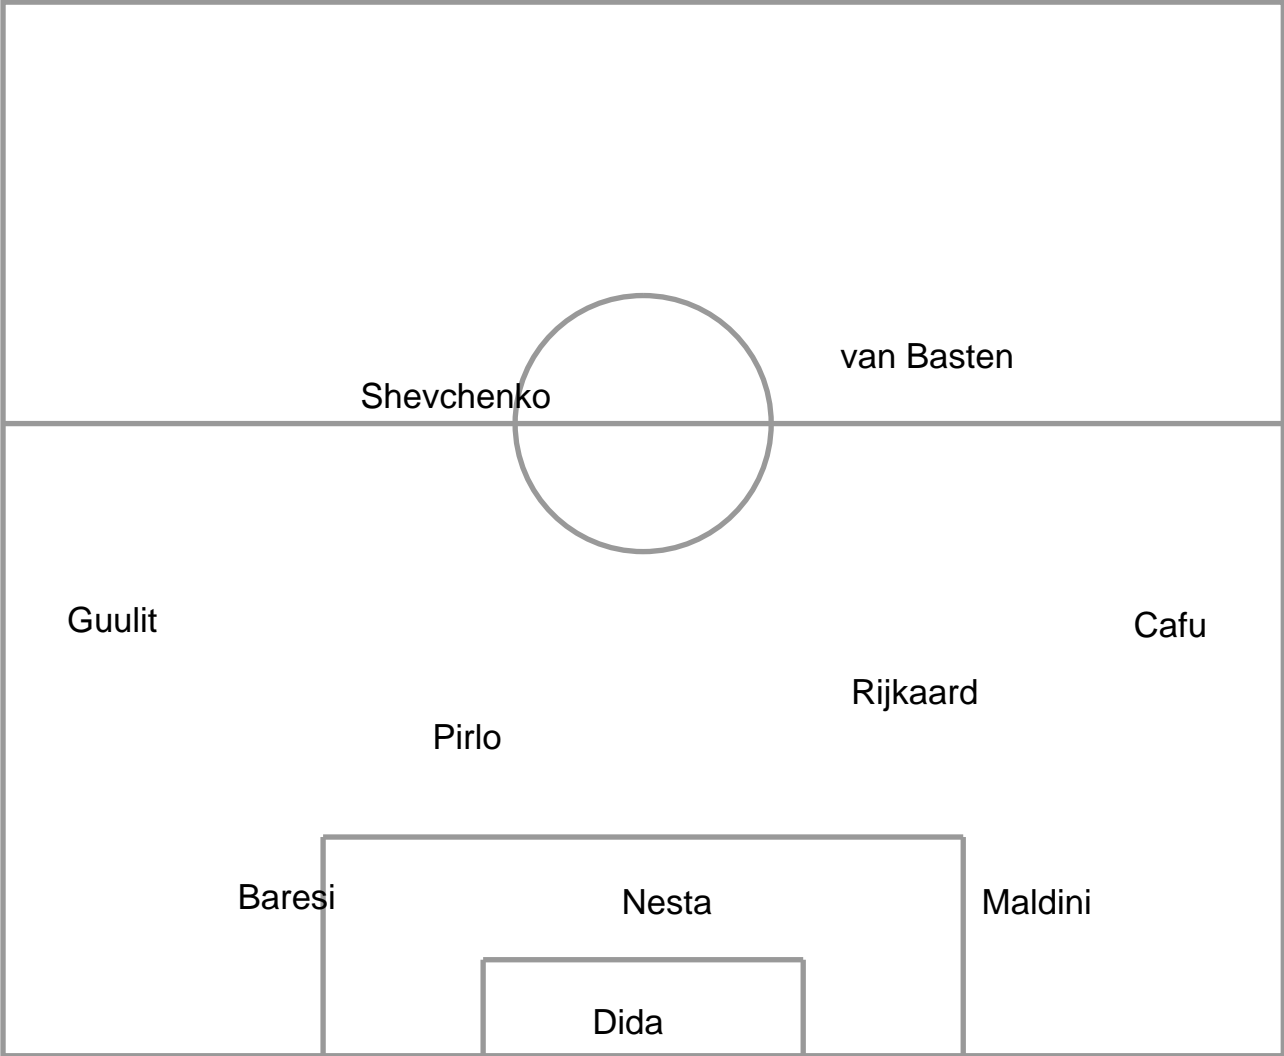 van Basten
Shevchenko
Guulit
Cafu
Rijkaard
Pirlo
Baresi
Nesta
Maldini
Dida